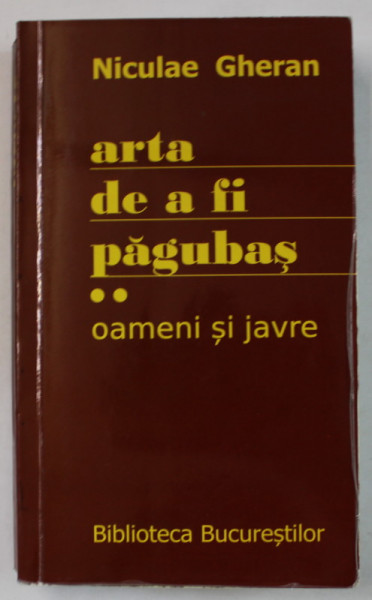 Niculae Gheran
arta
de a fi
păgubaș
••
oameni și javre
Biblioteca Bucureștilor